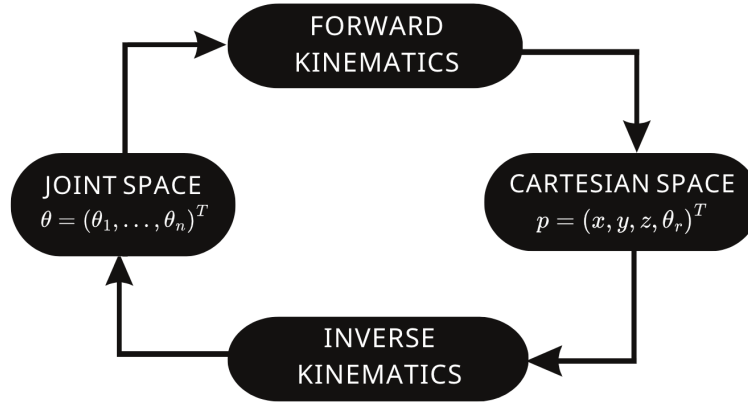 FORWARD
KINEMATICS
JOINT SPACE
θ = (θ₁, ..., θₙ)ᵀ
CARTESIAN SPACE
p = (x, y, z, θᵣ)ᵀ
INVERSE
KINEMATICS